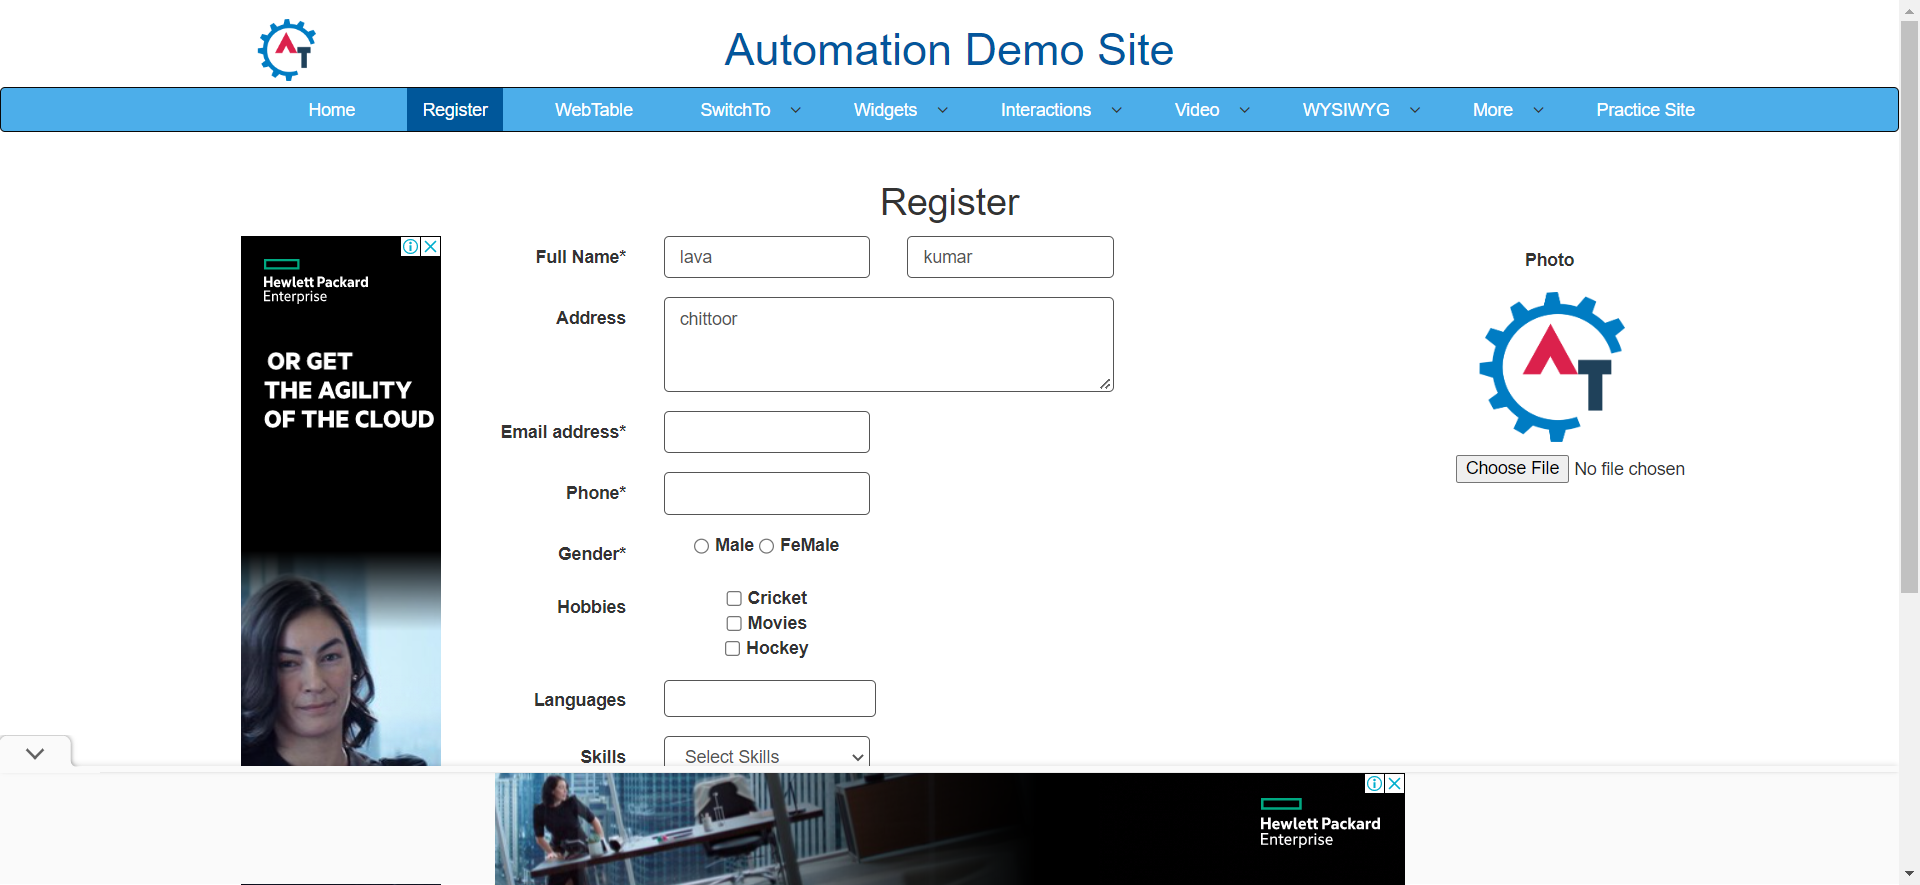 AT
Automation Demo Site
Home Register WebTable SwitchTo Widgets Interactions Video WYSIWYG More Practice Site
Register
Hewlett Packard
Enterprise
OR GET
THE AGILITY
OF THE CLOUD
Full Name* lava kumar
Address chittoor
Email address*
Phone*
Gender* Male FeMale
Hobbies Cricket
Movies
Hockey
Languages
Skills Select Skills
Photo
AT
Choose File No file chosen
Hewlett Packard
Enterprise